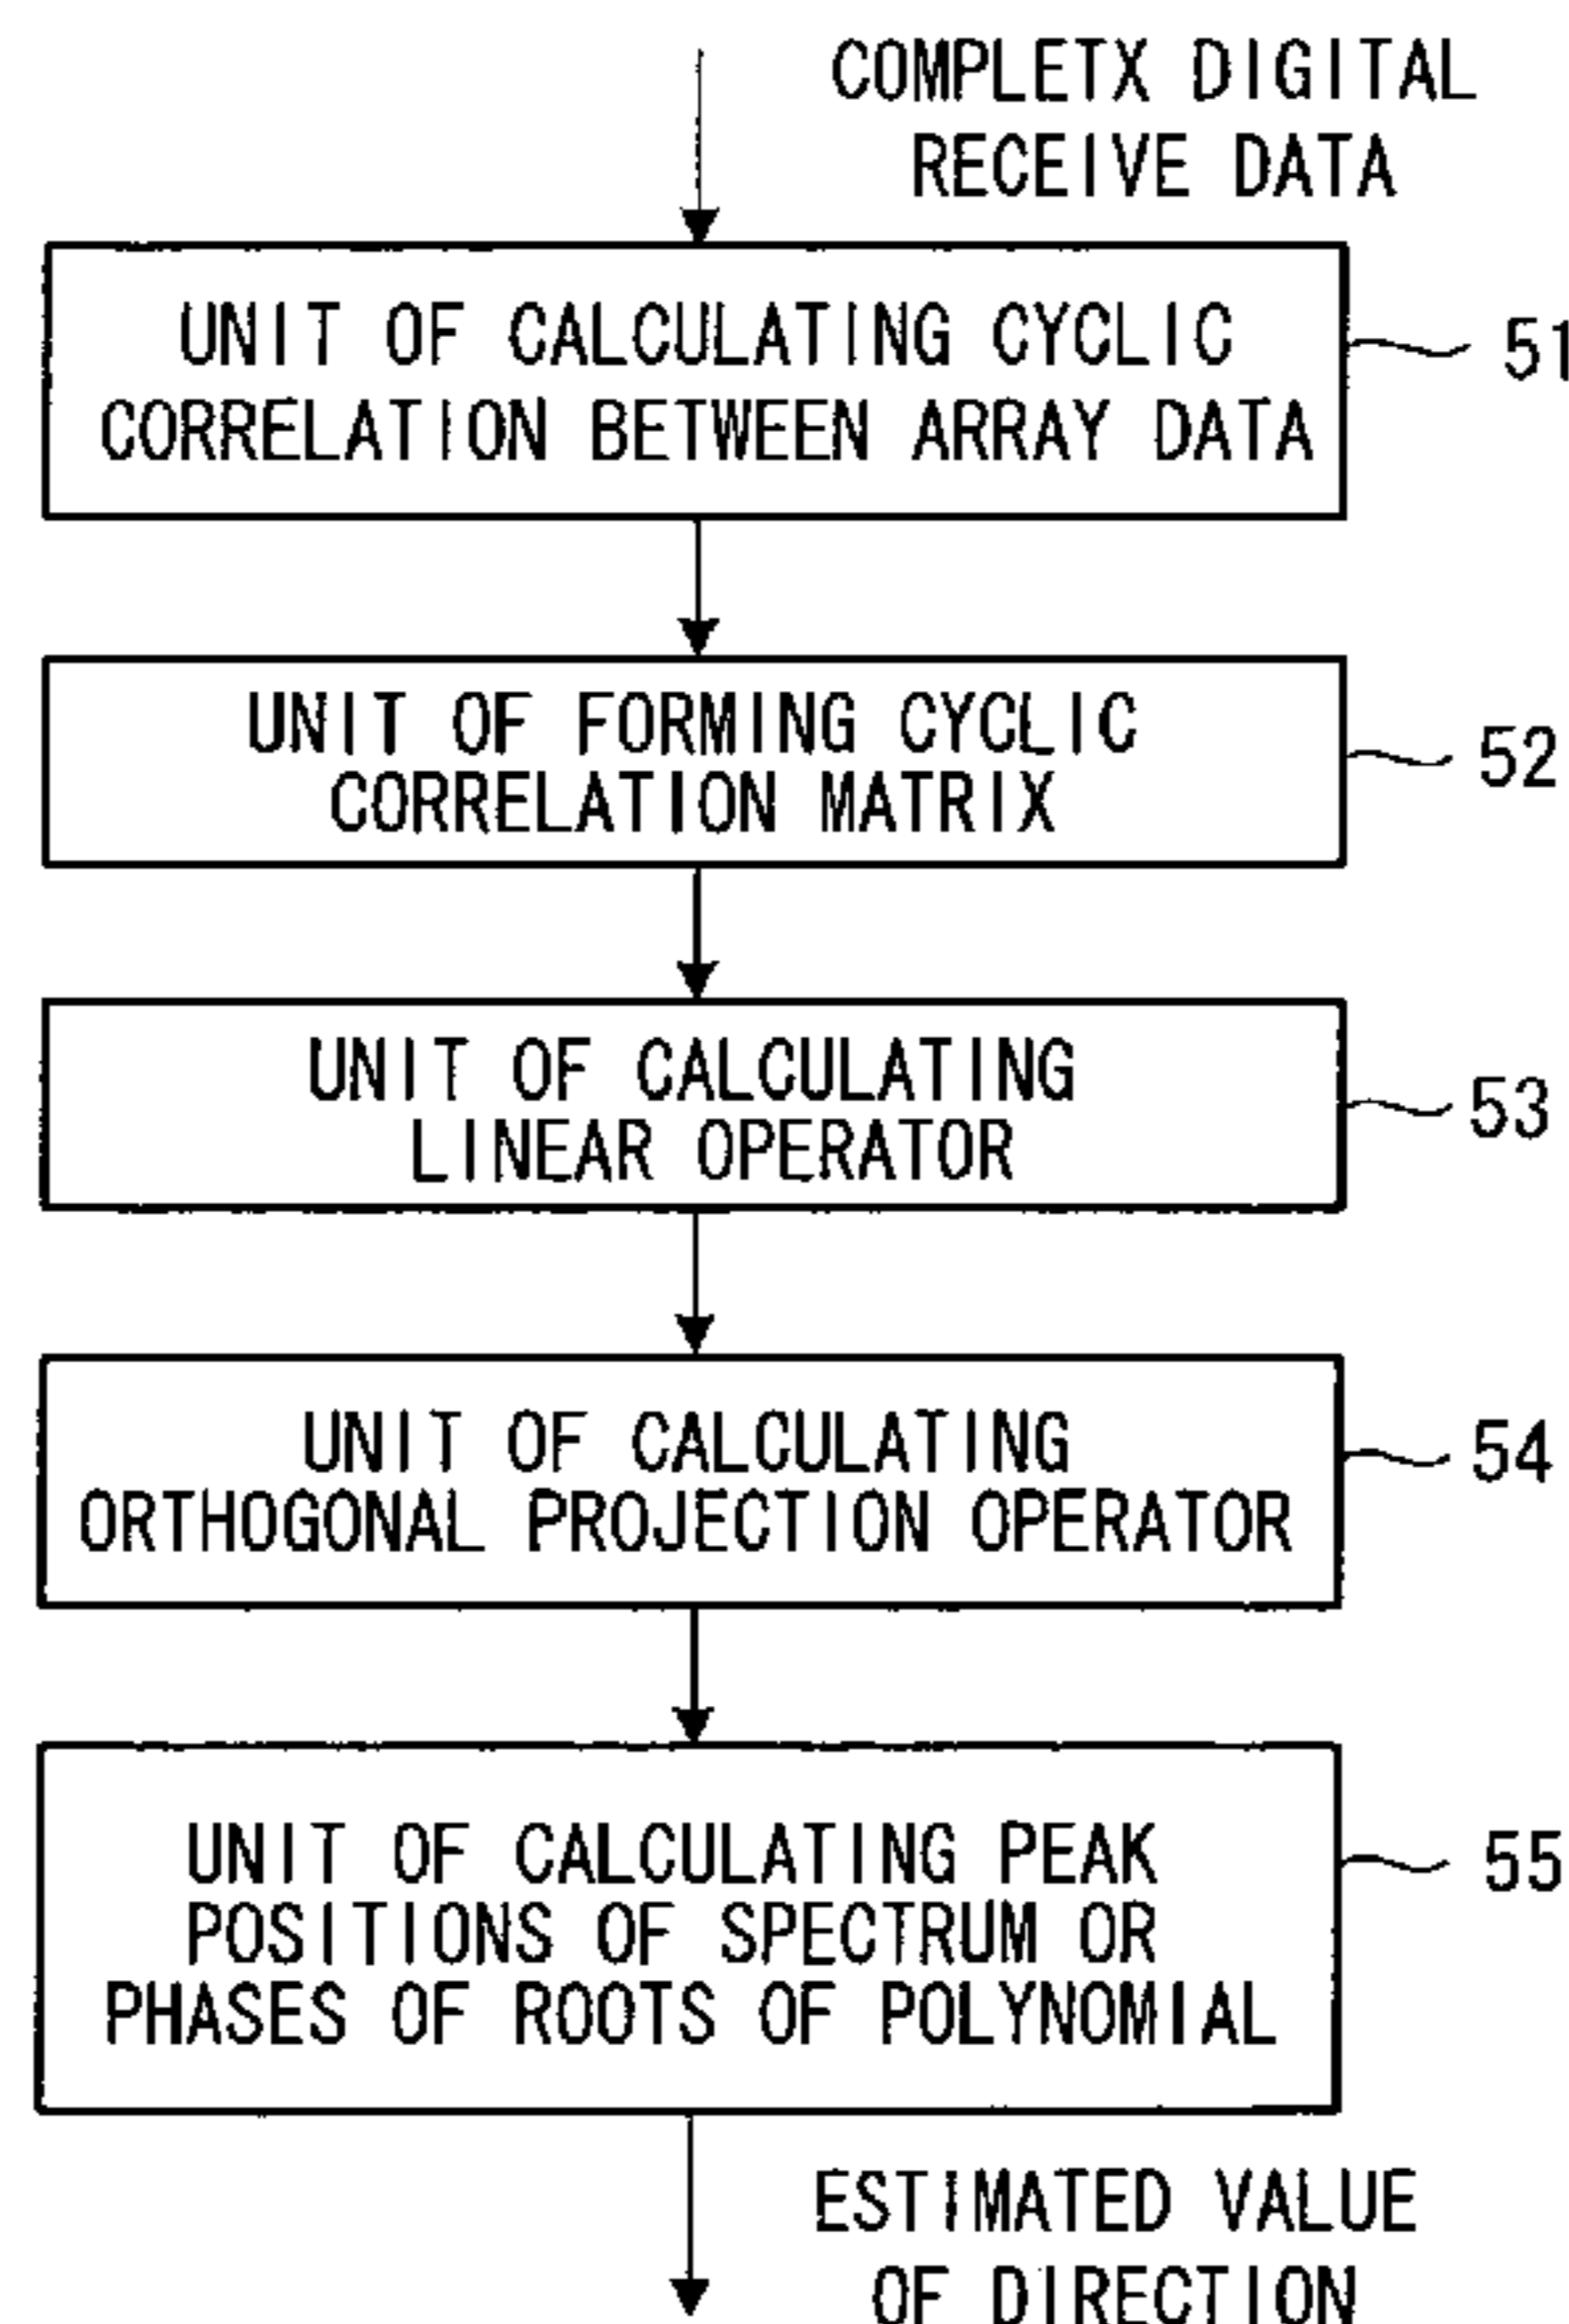 COMPLETX DIGITAL
RECEIVE DATA
UNIT OF CALCULATING CYCLIC
CORRELATION BETWEEN ARRAY DATA
51
UNIT OF FORMING CYCLIC
CORRELATION MATRIX
52
UNIT OF CALCULATING
LINEAR OPERATOR
53
UNIT OF CALCULATING
ORTHOGONAL PROJECTION OPERATOR
54
UNIT OF CALCULATING PEAK
POSITIONS OF SPECTRUM OR
PHASES OF ROOTS OF POLYNOMIAL
55
ESTIMATED VALUE
OF DIRECTION